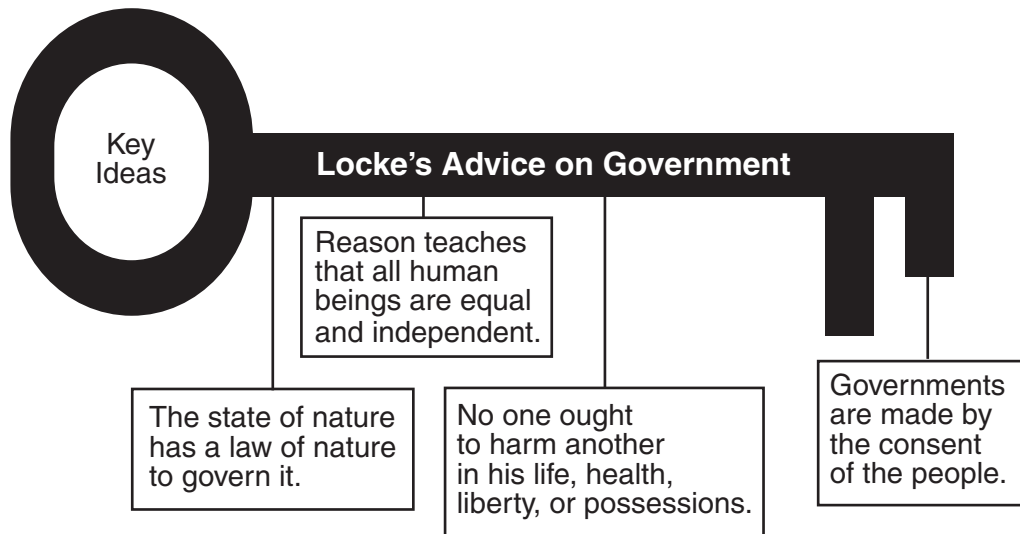 Key
Ideas
Locke's Advice on Government
Reason teaches
that all human
beings are equal
and independent.
The state of nature
has a law of nature
to govern it.
No one ought
to harm another
in his life, health,
liberty, or possessions.
Governments
are made by
the consent
of the people.